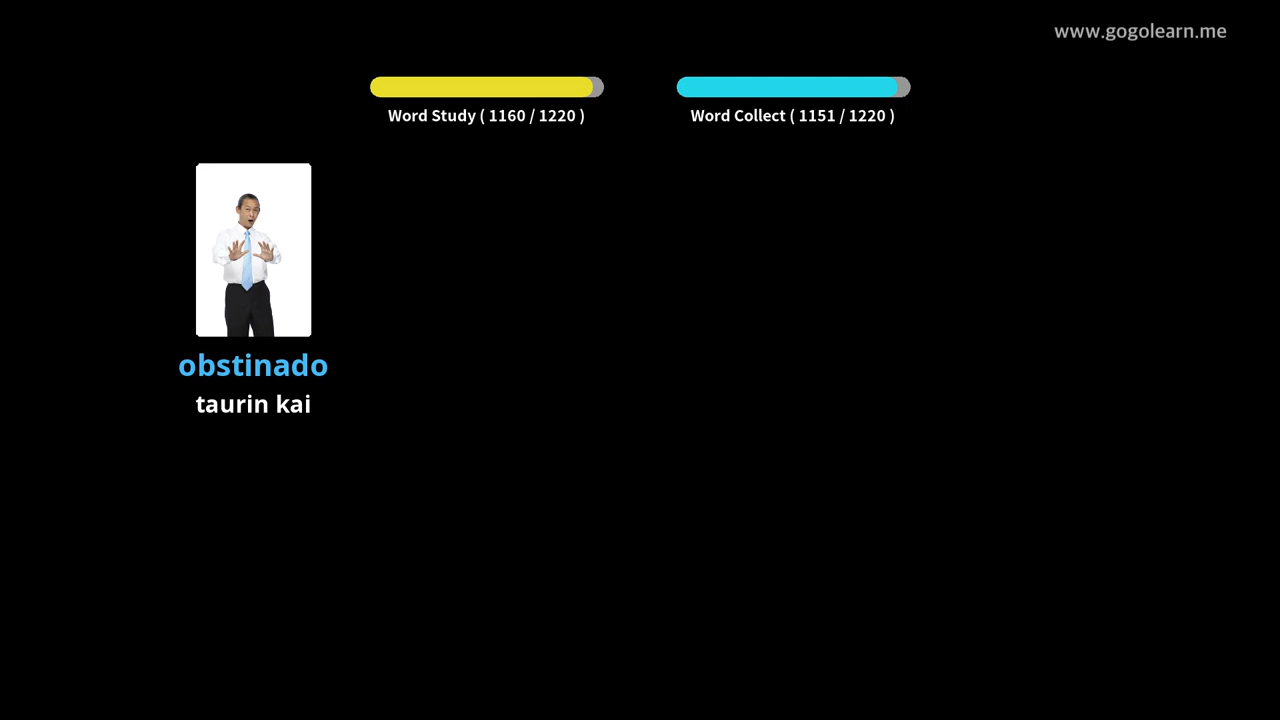 www.gogolearn.me
Word Study ( 1160 / 1220 )
Word Collect ( 1151 / 1220 )
obstinado
taurin kai